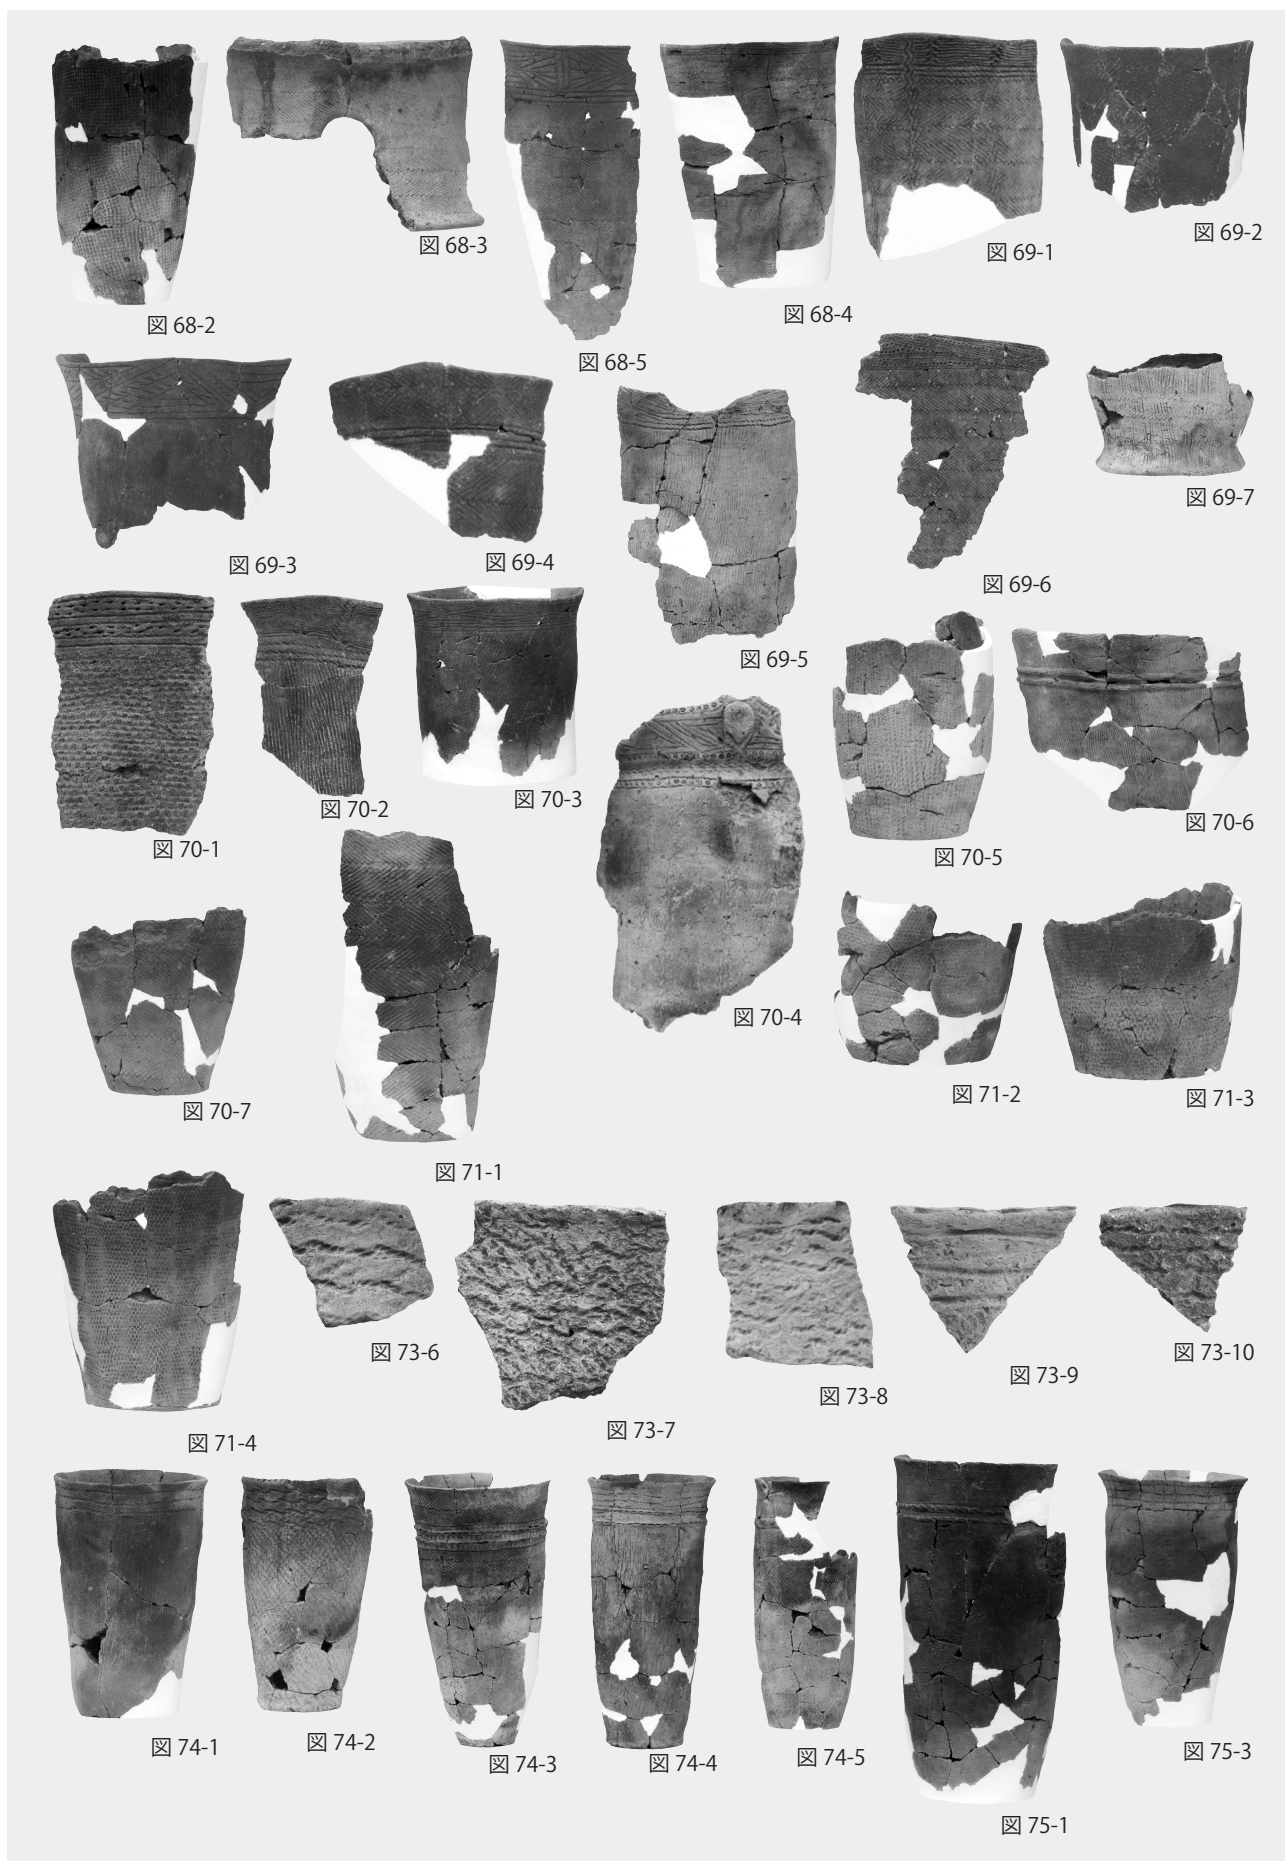 図 68-2
図 68-3
図 68-5
図 68-4
図 69-1
図 69-2
図 69-3
図 69-4
図 69-5
図 69-6
図 69-7
図 70-1
図 70-2
図 70-3
図 70-4
図 70-5
図 70-6
図 70-7
図 71-1
図 71-2
図 71-3
図 71-4
図 73-6
図 73-7
図 73-8
図 73-9
図 73-10
図 74-1
図 74-2
図 74-3
図 74-4
図 74-5
図 75-1
図 75-3